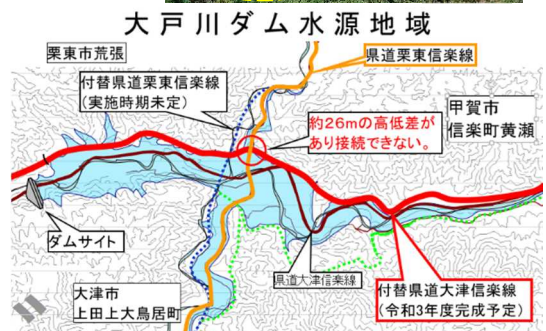 大戸川ダム水源地域
栗東市荒張
県道栗東信楽線
付替県道栗東信楽線
(実施時期未定)
約26mの高低差が
あり接続できない。
甲賀市
信楽町黄瀬
ダムサイト
大津市
上田上大鳥居町
県道大津信楽線
付替県道大津信楽線
(令和3年度完成予定)